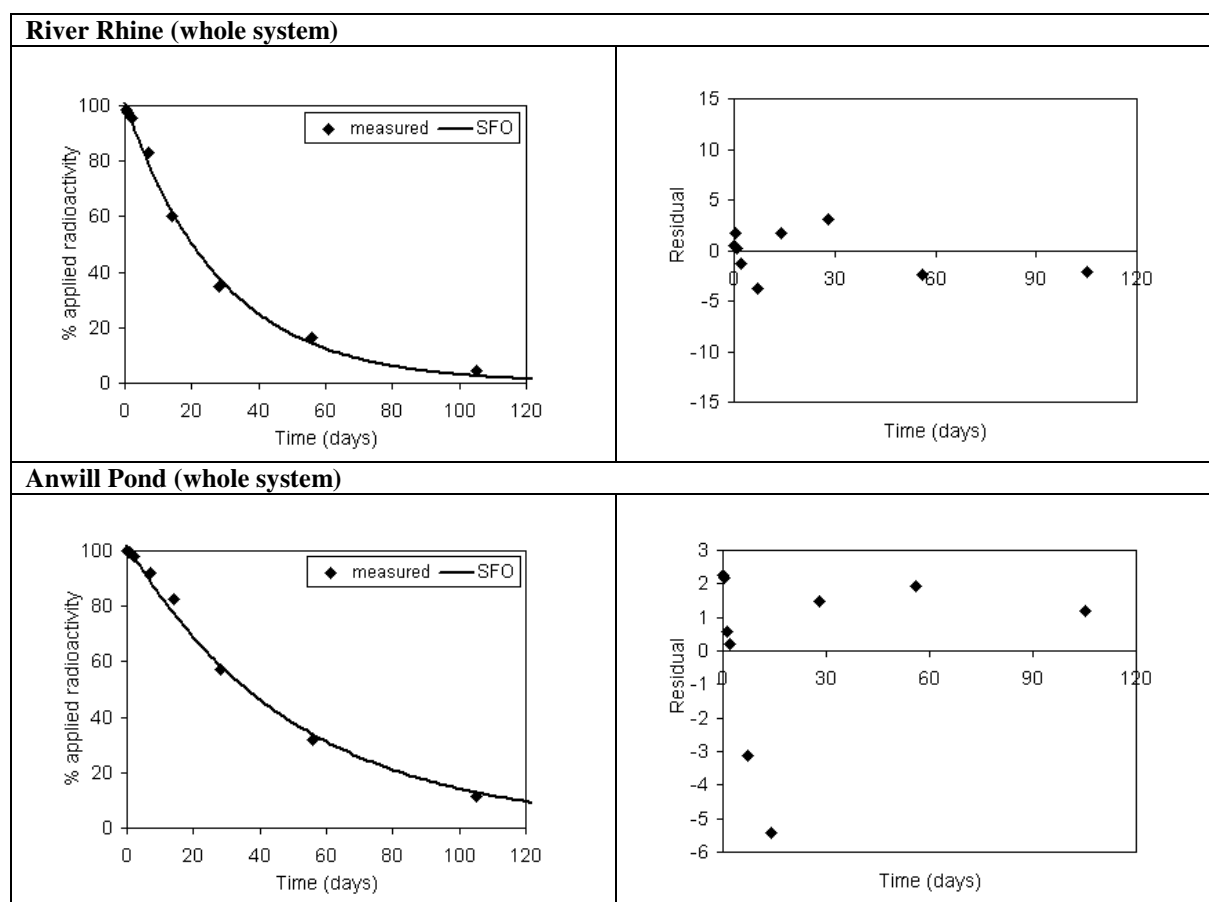 River Rhine (whole system)
100
80
60
40
20
0
% applied radioactivity
measured SFO
0 20 40 60 80 100 120
Time (days)
15
10
5
0
-5
-10
-15
Residual
0 30 60 90 120
Time (days)
Anwill Pond (whole system)
100
80
60
40
20
0
% applied radioactivity
measured SFO
0 20 40 60 80 100 120
Time (days)
3
2
1
0
-1
-2
-3
-4
-5
-6
Residual
0 30 60 90 120
Time (days)